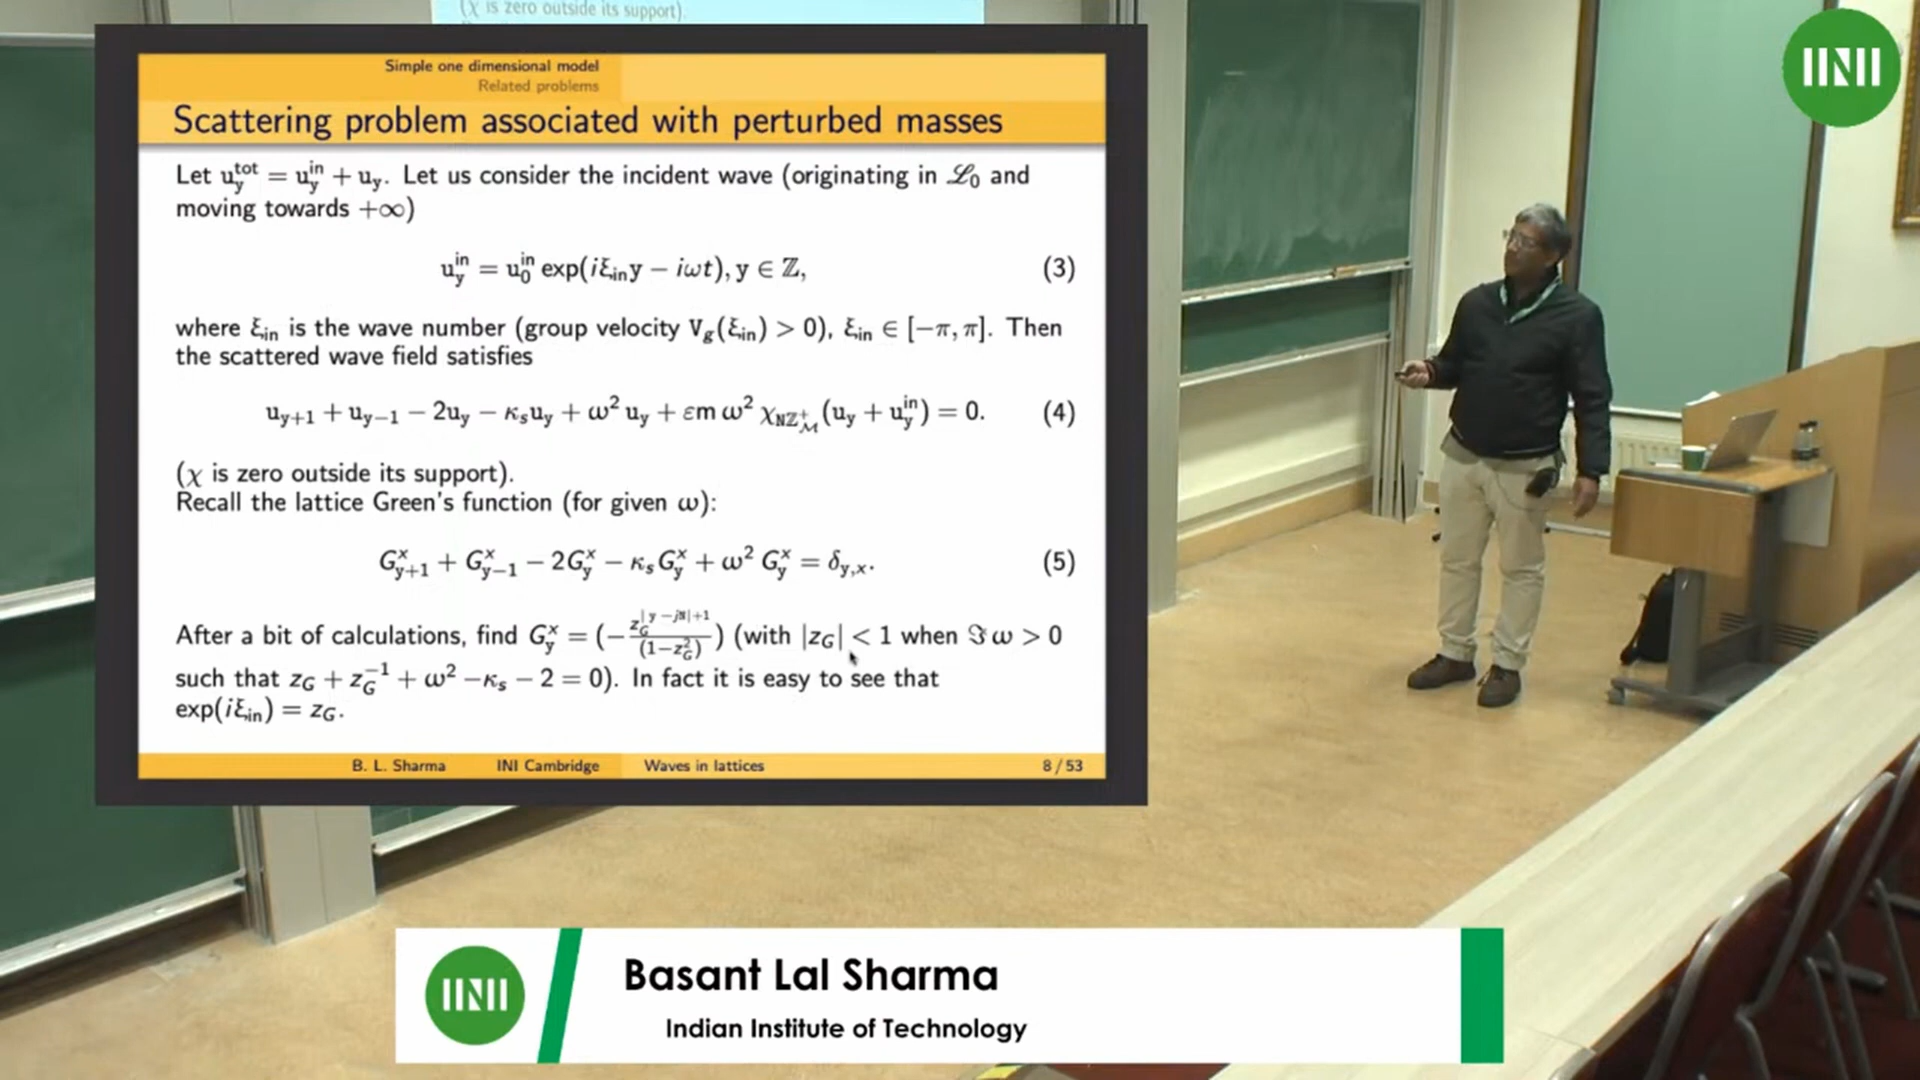 (χ is zero outside its support).
Simple one dimensional model
Related problems
Scattering problem associated with perturbed masses
Let u_y^tot = u_y^in + u_y. Let us consider the incident wave (originating in ℒ₀ and
moving towards +∞)
u_y^in = u_0^in exp(iξ_in y − iωt), y ∈ ℤ, (3)
where ξ_in is the wave number (group velocity V_g(ξ_in) > 0), ξ_in ∈ [−π, π]. Then
the scattered wave field satisfies
u_{y+1} + u_{y−1} − 2u_y − κ_s u_y + ω² u_y + εm ω² χ_{Nℤ^+_ℳ} (u_y + u_y^in) = 0. (4)
(χ is zero outside its support).
Recall the lattice Green's function (for given ω):
G^x_{y+1} + G^x_{y−1} − 2G^x_y − κ_s G^x_y + ω² G^x_y = δ_{y,x}. (5)
After a bit of calculations, find G^x_y = (− z_G^{|y−jN|+1} / (1−z_G²)) (with |z_G| < 1 when ℑω > 0
such that z_G + z_G^{−1} + ω² −κ_s − 2 = 0). In fact it is easy to see that
exp(iξ_in) = z_G.
B. L. Sharma INI Cambridge Waves in lattices 8 / 53
INI
INI
Basant Lal Sharma
Indian Institute of Technology